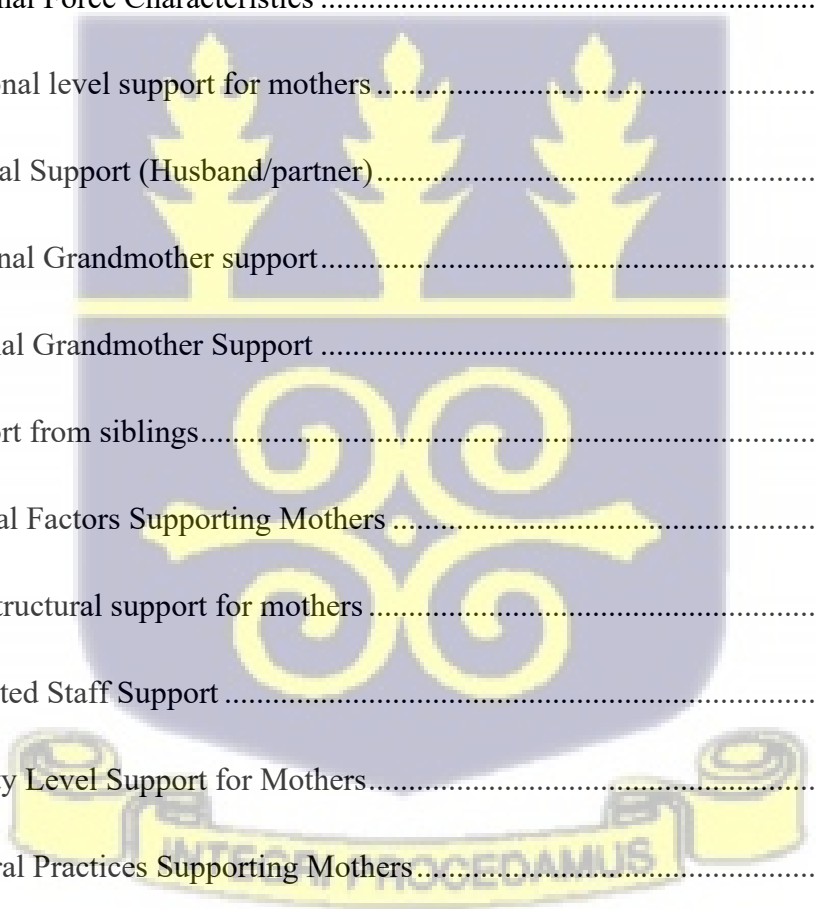 nal Force Characteristics ........................................................
nal level support for mothers ........................................................
al Support (Husband/partner) ........................................................
nal Grandmother support ........................................................
al Grandmother Support ........................................................
rt from siblings ........................................................
al Factors Supporting Mothers ........................................................
tructural support for mothers ........................................................
ted Staff Support ........................................................
y Level Support for Mothers ........................................................
ral Practices Supporting Mothers ........................................................
INTEGRI PROCEDAMUS